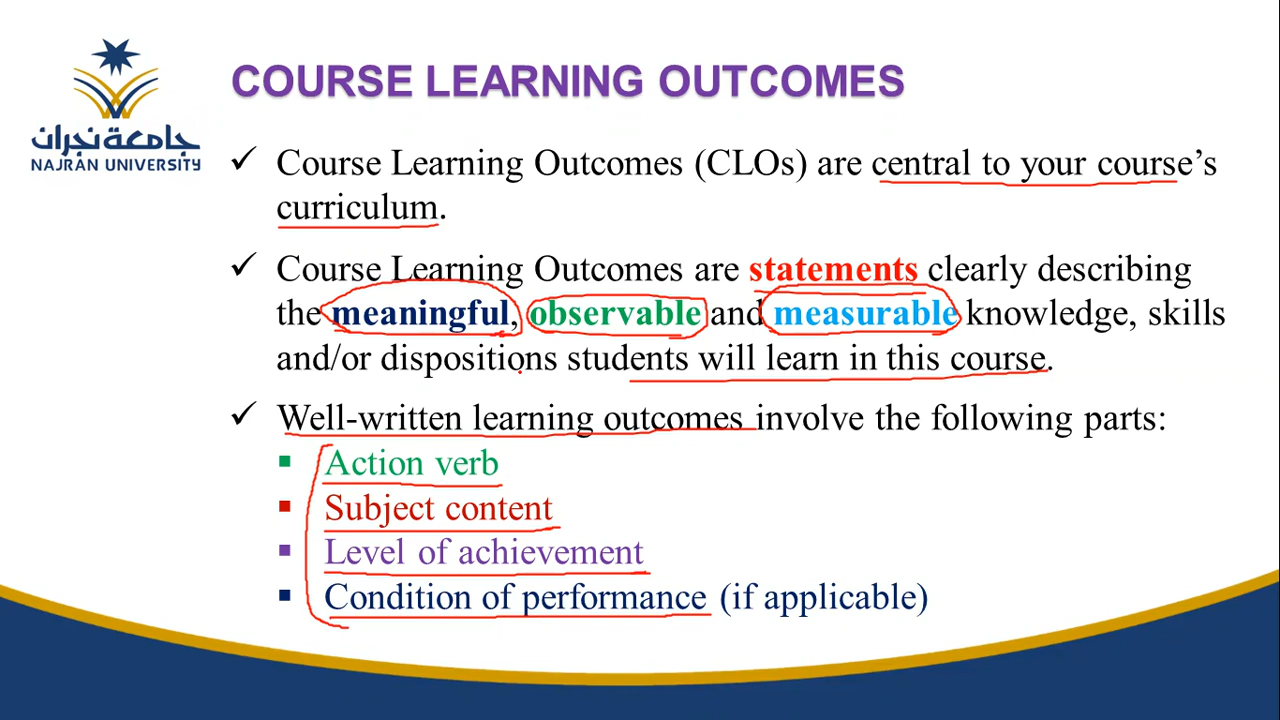 COURSE LEARNING OUTCOMES
جامعة نجران
NAJRAN UNIVERSITY
✓ Course Learning Outcomes (CLOs) are central to your course’s
curriculum.
✓ Course Learning Outcomes are statements clearly describing
the meaningful, observable and measurable knowledge, skills
and/or dispositions students will learn in this course.
✓ Well-written learning outcomes involve the following parts:
▪ Action verb
▪ Subject content
▪ Level of achievement
▪ Condition of performance (if applicable)